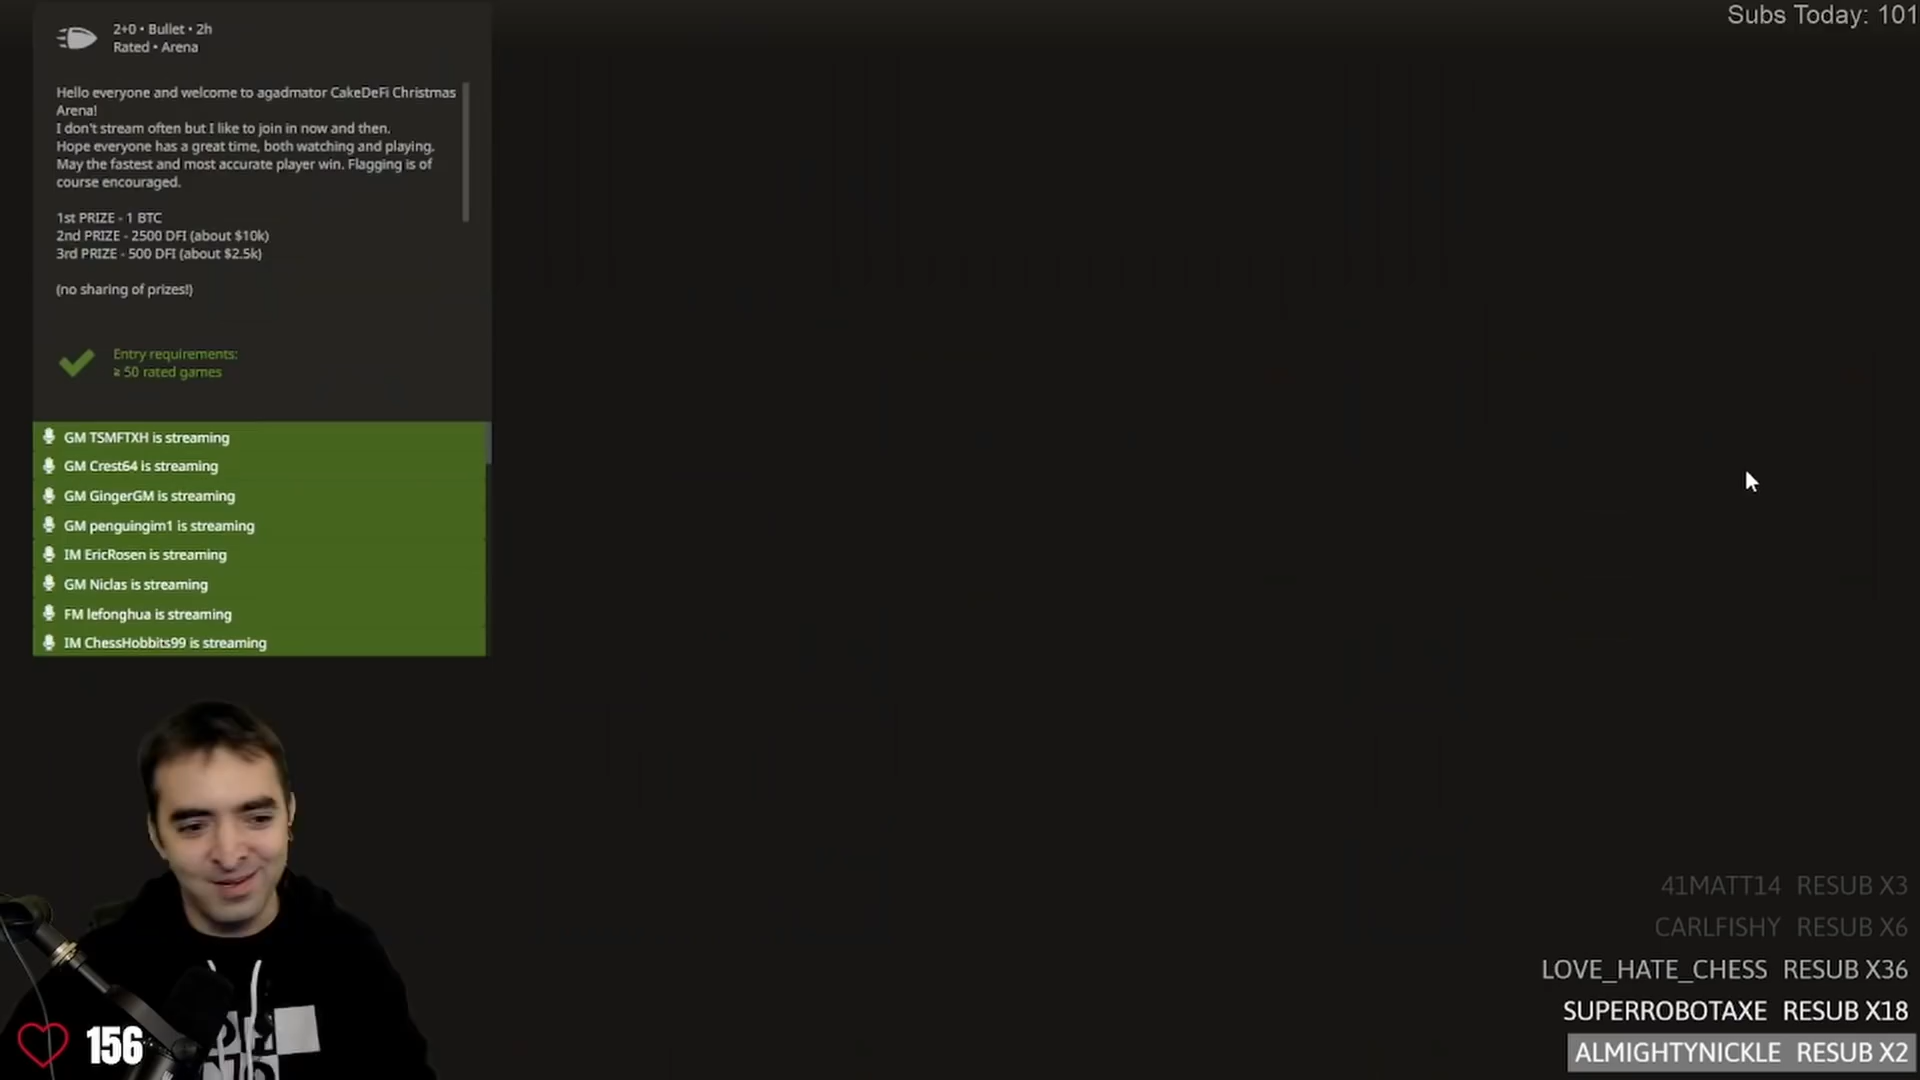 2+0 • Bullet • 2h
Rated • Arena
Subs Today: 101
Hello everyone and welcome to agadmator CakeDeFi Christmas
Arena!
I don't stream often but I like to join in now and then.
Hope everyone has a great time, both watching and playing.
May the fastest and most accurate player win. Flagging is of
course encouraged.
1st PRIZE - 1 BTC
2nd PRIZE - 2500 DFI (about $10k)
3rd PRIZE - 500 DFI (about $2.5k)
(no sharing of prizes!)
Entry requirements:
≥ 50 rated games
GM TSMFTXH is streaming
GM Crest64 is streaming
GM GingerGM is streaming
GM penguingim1 is streaming
IM EricRosen is streaming
GM Niclas is streaming
FM lefonghua is streaming
IM ChessHobbits99 is streaming
41MATT14 RESUB X3
CARLFISHY RESUB X6
LOVE_HATE_CHESS RESUB X36
SUPERROBOTAXE RESUB X18
ALMIGHTYNICKLE RESUB X2
156